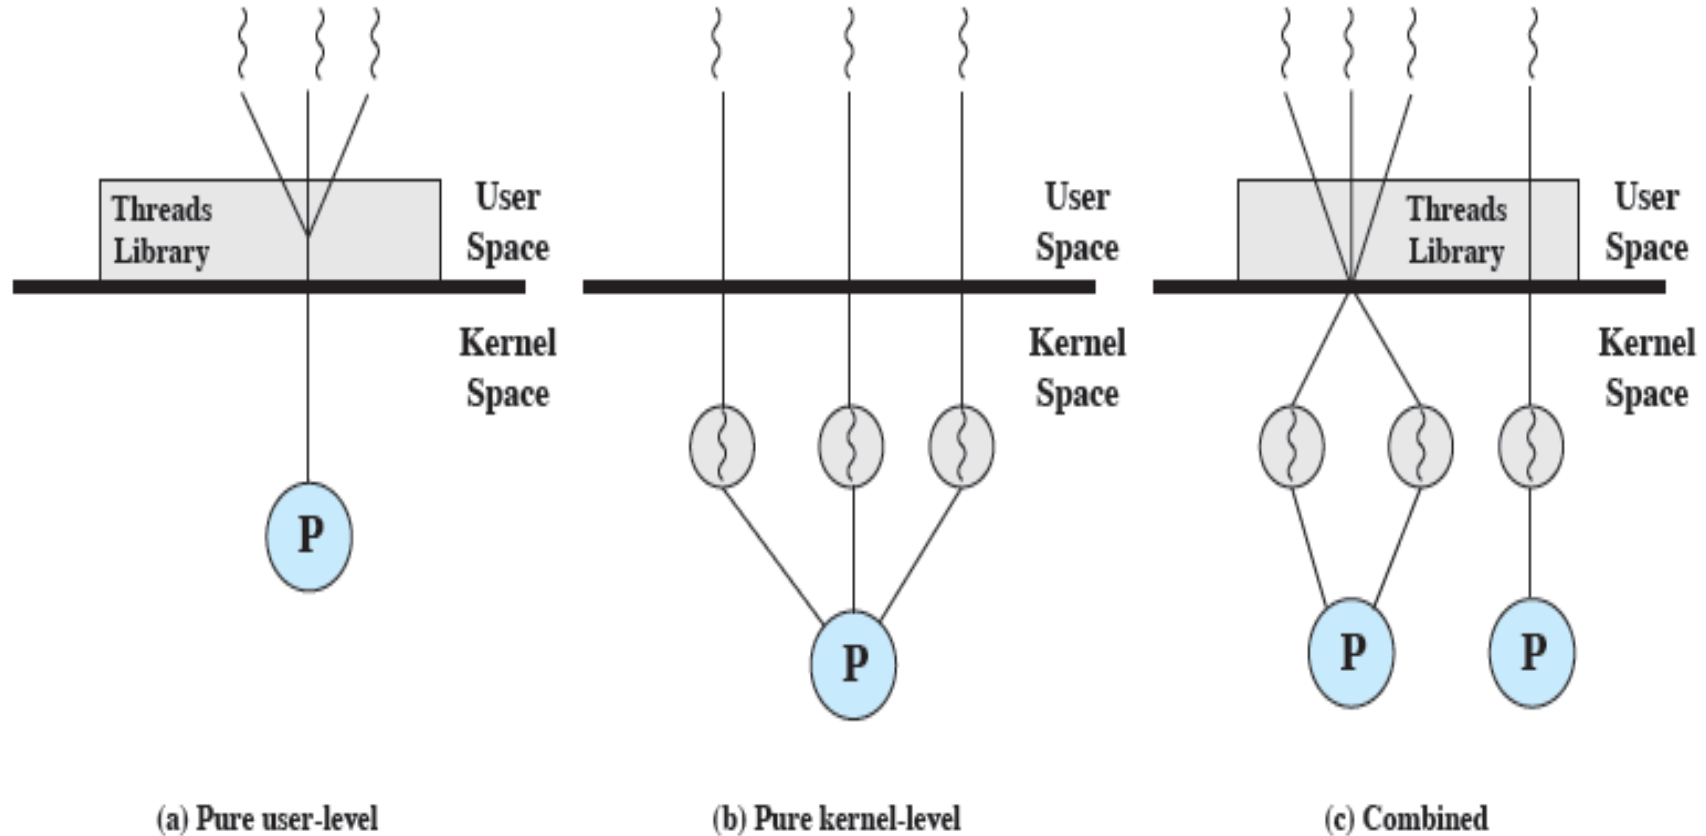 Threads
Library
User
Space
Kernel
Space
P
(a) Pure user-level
User
Space
Kernel
Space
P
(b) Pure kernel-level
Threads
Library
User
Space
Kernel
Space
P
P
(c) Combined